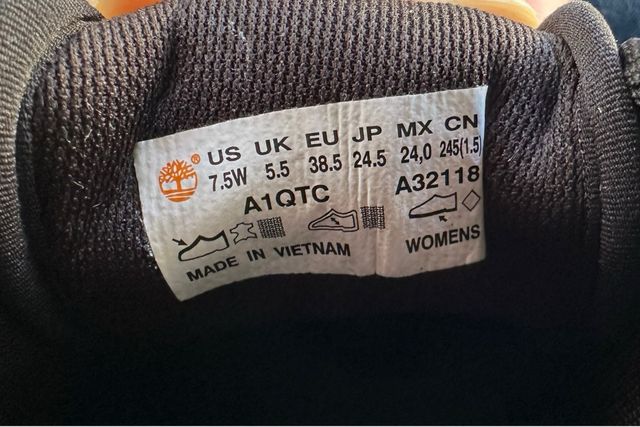 ® US UK EU JP MX CN
7.5W 5.5 38.5 24.5 24,0 245(1.5)
A1QTC A32118
MADE IN VIETNAM WOMENS